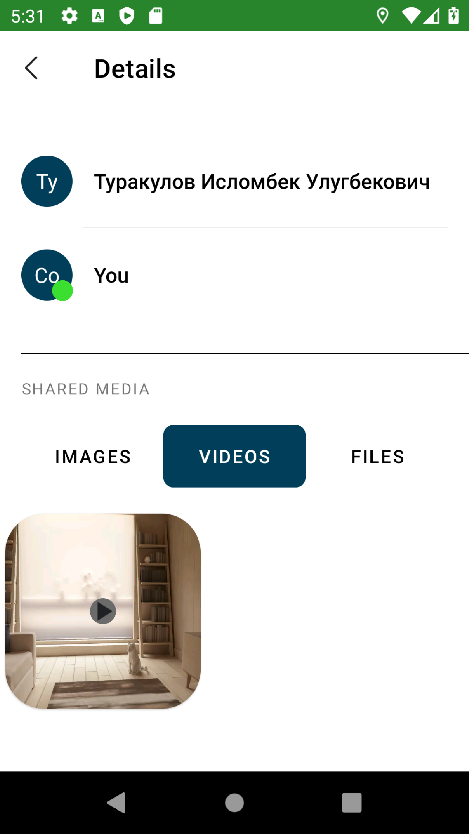 5:31
Details
Ту
Туракулов Исломбек Улугбекович
Co
You
SHARED MEDIA
IMAGES
VIDEOS
FILES